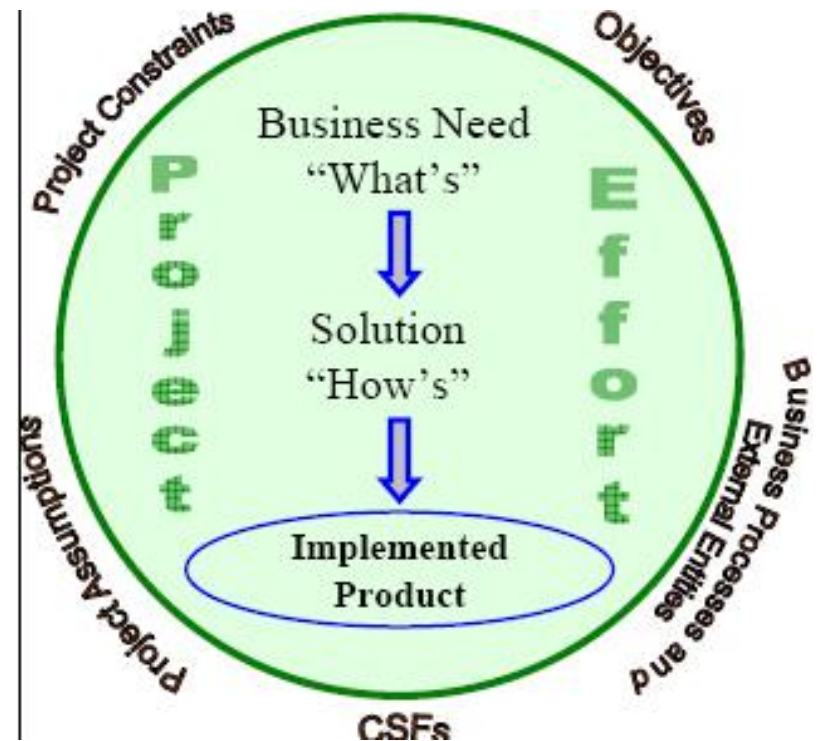 Project Constraints
Objectives
Business Need
“What’s”
Project
Effort
Solution
“How’s”
Implemented
Product
Project Assumptions
Business Processes and
External Entities
CSFs